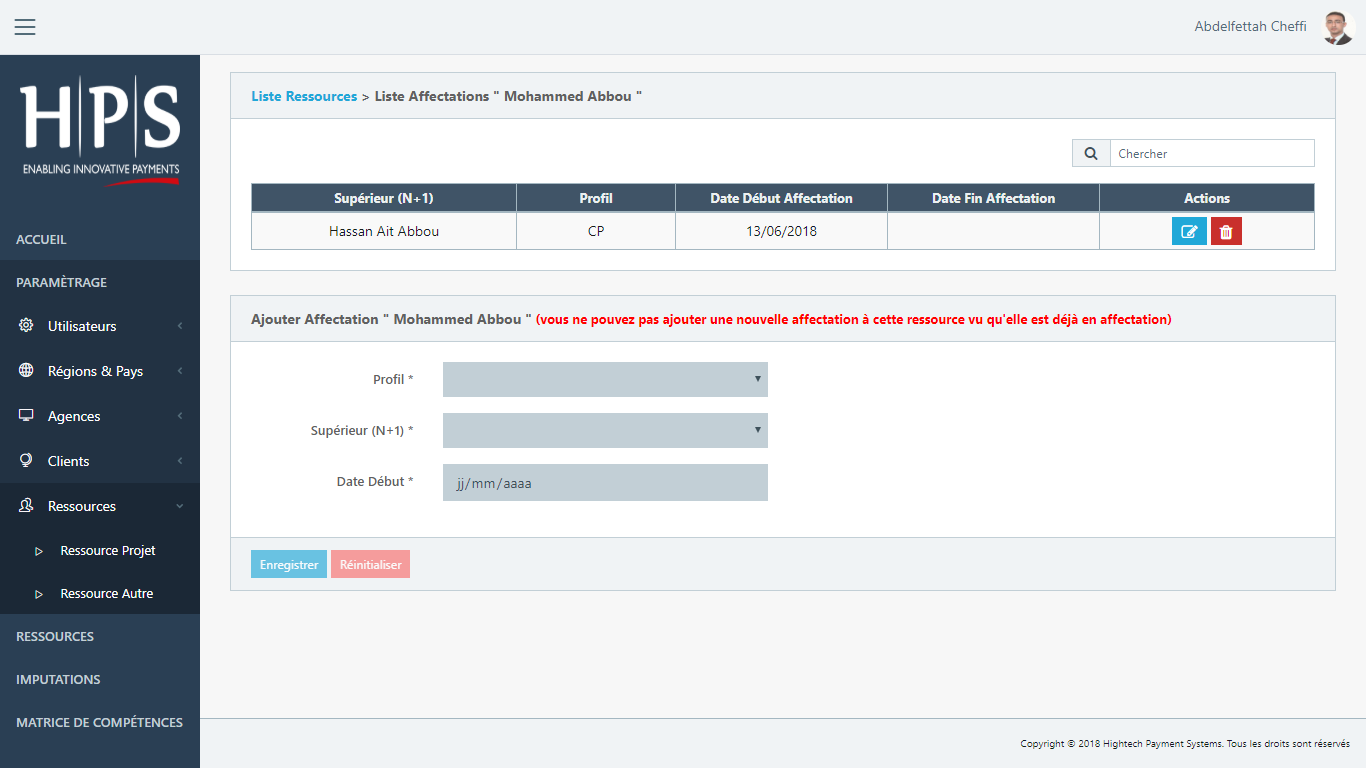 Abdelfettah Cheffi
HPS
ENABLING INNOVATIVE PAYMENTS
ACCUEIL
PARAMÈTRAGE
Utilisateurs
Régions & Pays
Agences
Clients
Ressources
Ressource Projet
Ressource Autre
RESSOURCES
IMPUTATIONS
MATRICE DE COMPÉTENCES
Liste Ressources > Liste Affectations " Mohammed Abbou "
Chercher
Supérieur (N+1) Profil Date Début Affectation Date Fin Affectation Actions
Hassan Ait Abbou CP 13/06/2018
Ajouter Affectation " Mohammed Abbou " (vous ne pouvez pas ajouter une nouvelle affectation à cette ressource vu qu'elle est déjà en affectation)
Profil *
Supérieur (N+1) *
Date Début * jj/mm/aaaa
Enregistrer Réinitialiser
Copyright © 2018 Hightech Payment Systems. Tous les droits sont réservés